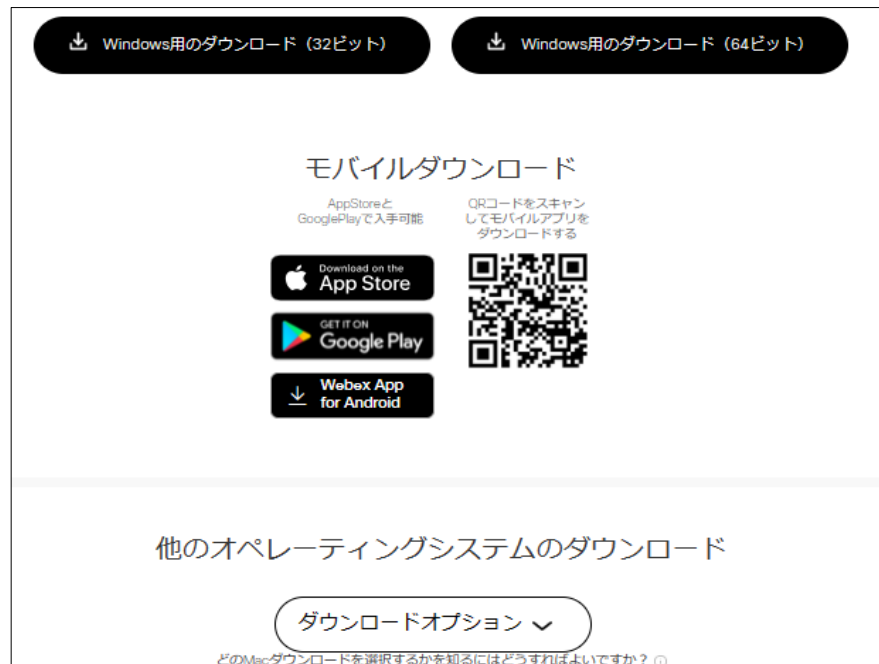 Windows用のダウンロード（32ビット）
Windows用のダウンロード（64ビット）
モバイルダウンロード
AppStoreと
GooglePlayで入手可能
QRコードをスキャン
してモバイルアプリを
ダウンロードする
Download on the
App Store
GET IT ON
Google Play
Webex App
for Android
他のオペレーティングシステムのダウンロード
ダウンロードオプション
どのMacダウンロードを選択するかを知るにはどうすればよいですか？